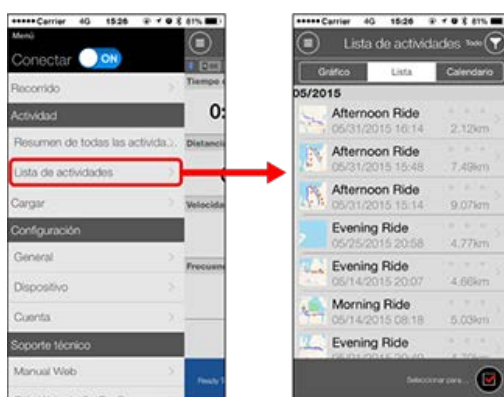 Carrier 4G 15:26 81%
Menú
Conectar ON
Recorrido
Actividad
Resumen de todas las activida...
Lista de actividades
Cargar
Configuración
General
Dispositivo
Cuenta
Soporte técnico
Manual Web
Tiempo
0:
Distanci
Velocida
Frecuen
Ready
Carrier 4G 15:26 81%
Lista de actividades Todo
Gráfico Lista Calendario
05/2015
Afternoon Ride
05/31/2015 16:14 2.12km
Afternoon Ride
05/31/2015 15:48 7.49km
Afternoon Ride
05/31/2015 15:14 9.07km
Evening Ride
05/25/2015 20:58 4.77km
Evening Ride
05/14/2015 20:07 4.66km
Morning Ride
05/14/2015 08:18 5.03km
Evening Ride
Seleccionar para...